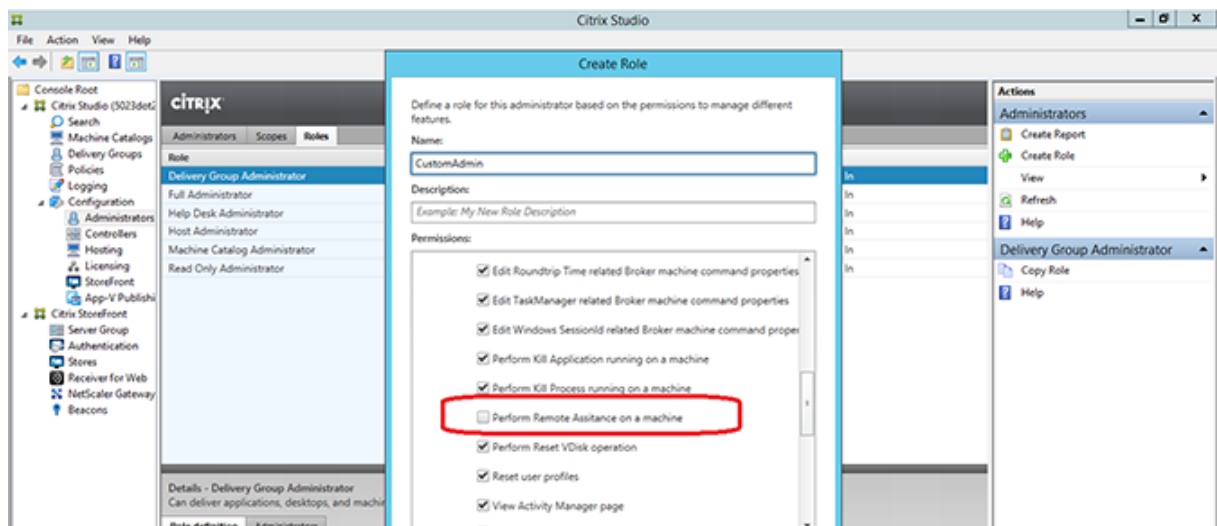 Citrix Studio
File Action View Help
Console Root
Citrix Studio (5023det2
Search
Machine Catalogs
Delivery Groups
Policies
Logging
Configuration
Administrators
Controllers
Hosting
Licensing
StoreFront
App-V Publishi
Citrix StoreFront
Server Group
Authentication
Stores
Receiver for Web
NetScaler Gateway
Beacons
CITRIX
Administrators Scopes Roles
Role
Delivery Group Administrator
Full Administrator
Help Desk Administrator
Host Administrator
Machine Catalog Administrator
Read Only Administrator
In
In
In
In
In
In
Details - Delivery Group Administrator
Can deliver applications, desktops, and machin
Role definition Administrators
Create Role
Define a role for this administrator based on the permissions to manage different
features.
Name:
CustomAdmin
Description:
Example: My New Role Description
Permissions:
Edit Roundtrip Time related Broker machine command properties
Edit TaskManager related Broker machine command properties
Edit Windows SessionId related Broker machine command proper
Perform Kill Application running on a machine
Perform Kill Process running on a machine
Perform Remote Assitance on a machine
Perform Reset VDisk operation
Reset user profiles
View Activity Manager page
Actions
Administrators
Create Report
Create Role
View
Refresh
Help
Delivery Group Administrator
Copy Role
Help